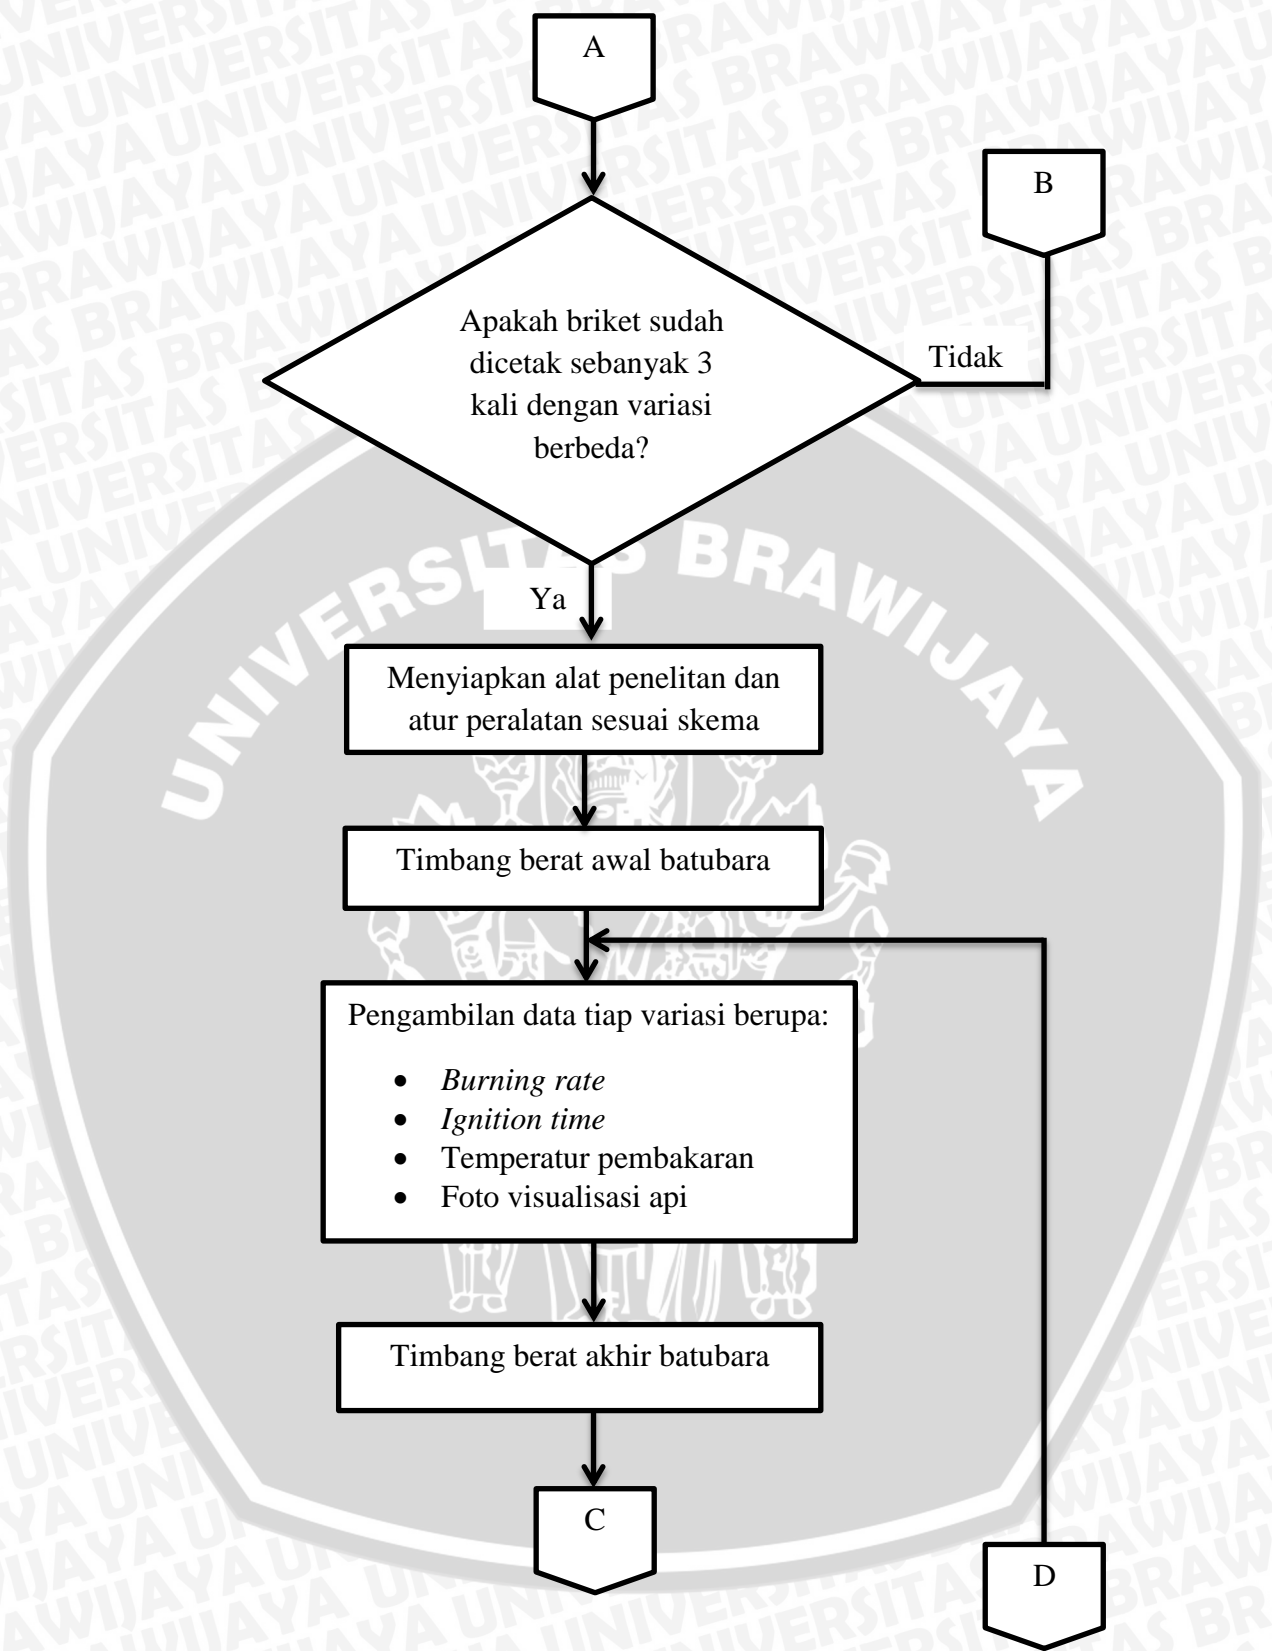 A
B
Apakah briket sudah
dicetak sebanyak 3
kali dengan variasi
berbeda?
Tidak
Ya
Menyiapkan alat penelitan dan
atur peralatan sesuai skema
Timbang berat awal batubara
Pengambilan data tiap variasi berupa:
• Burning rate
• Ignition time
• Temperatur pembakaran
• Foto visualisasi api
Timbang berat akhir batubara
C
D
UNIVERSITAS BRAWIJAYA